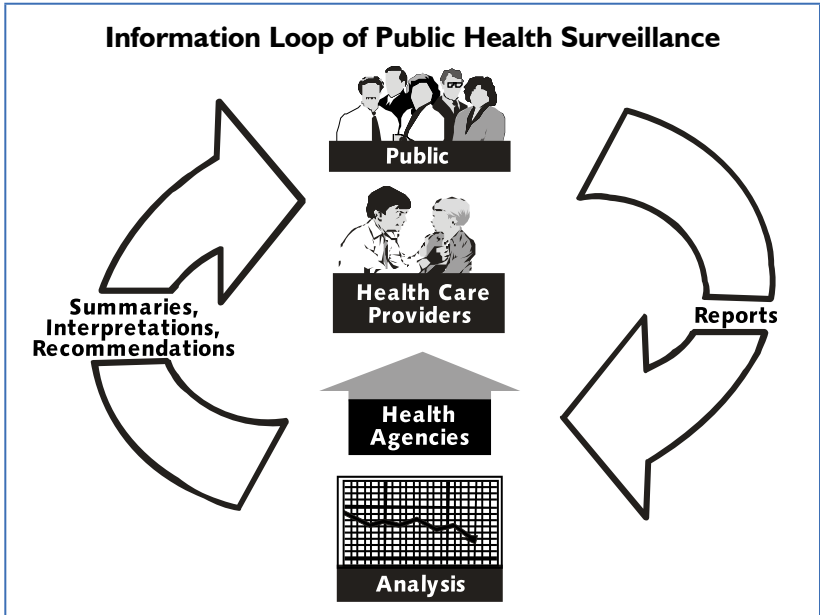 Information Loop of Public Health Surveillance
Public
Health Care
Providers
Summaries,
Interpretations,
Recommendations
Reports
Health
Agencies
Analysis